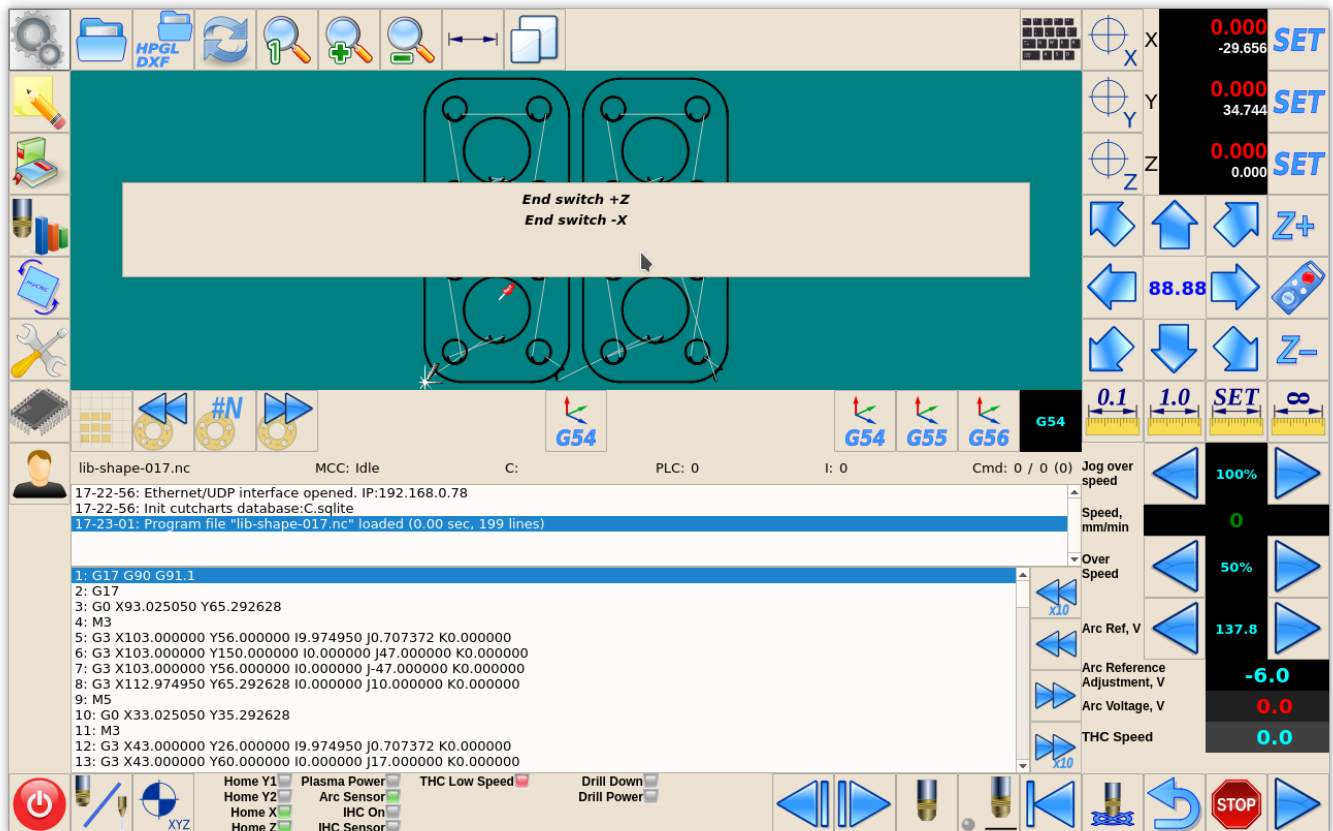 HPGL
DXF
1
X
X
0.000
-29.656
SET
Y
Y
0.000
34.744
SET
Z
Z
0.000
0.000
SET
End switch +Z
End switch -X
Z+
88.88
Z-
myCNC
#N
G54
G54
G55
G56
G54
0.1
1.0
SET
∞
lib-shape-017.nc
MCC: Idle
C:
PLC: 0
I: 0
Cmd: 0 / 0 (0)
17-22-56: Ethernet/UDP interface opened. IP:192.168.0.78
17-22-56: Init cutcharts database:C.sqlite
17-23-01: Program file "lib-shape-017.nc" loaded (0.00 sec, 199 lines)
1: G17 G90 G91.1
2: G17
3: G0 X93.025050 Y65.292628
4: M3
5: G3 X103.000000 Y56.000000 I9.974950 J0.707372 K0.000000
6: G3 X103.000000 Y150.000000 I0.000000 J47.000000 K0.000000
7: G3 X103.000000 Y56.000000 I0.000000 J-47.000000 K0.000000
8: G3 X112.974950 Y65.292628 I0.000000 J10.000000 K0.000000
9: M5
10: G0 X33.025050 Y35.292628
11: M3
12: G3 X43.000000 Y26.000000 I9.974950 J0.707372 K0.000000
13: G3 X43.000000 Y60.000000 I0.000000 J17.000000 K0.000000
x10
x10
Jog over
speed
100%
Speed,
mm/min
0
Over
Speed
50%
Arc Ref, V
137.8
Arc Reference
Adjustment, V
-6.0
Arc Voltage, V
0.0
THC Speed
0.0
XYZ
Home Y1
Home Y2
Home X
Home Z
Plasma Power
Arc Sensor
IHC On
IHC Sensor
THC Low Speed
Drill Down
Drill Power
STOP